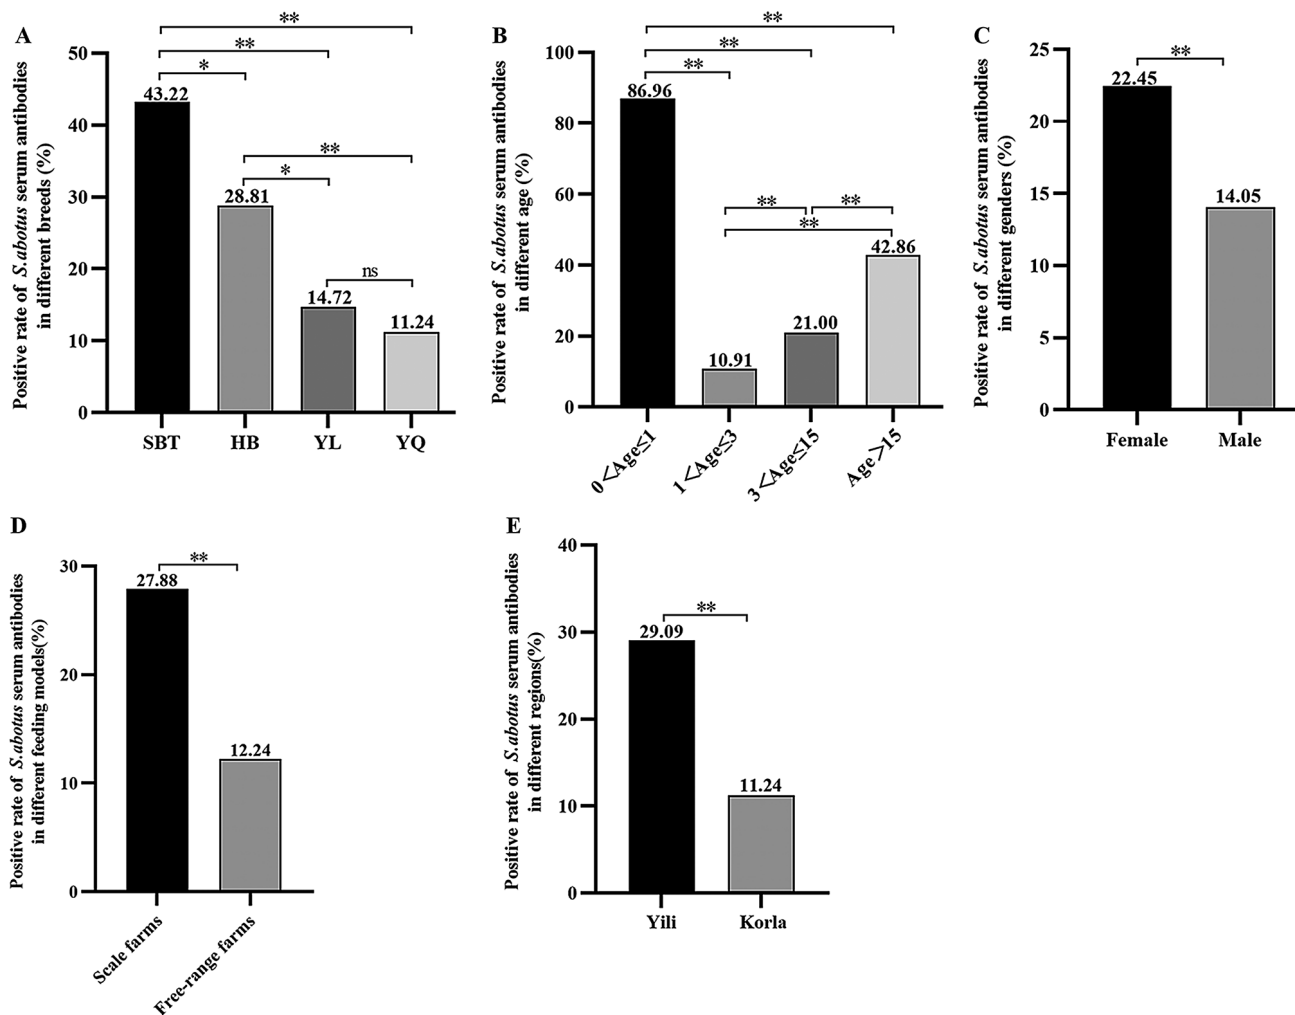 A
Positive rate of S.abotus serum antibodies
in different breeds (%)
50
40
30
20
10
0
**
**
*
43.22
**
*
28.81
ns
14.72
11.24
SBT HB YL YQ
B
Positive rate of S.abotus serum antibodies
in different age (%)
100
80
60
40
20
0
**
**
**
86.96
** **
**
42.86
21.00
10.91
0<Age≤1 1<Age≤3 3<Age≤15 Age>15
C
Positive rate of S.abotus serum antibodies
in different genders (%)
25
20
15
10
5
0
**
22.45
14.05
Female Male
D
Positive rate of S.abotus serum antibodies
in different feeding models(%)
30
20
10
0
**
27.88
12.24
Scale farms Free-range farms
E
Positive rate of S.abotus serum antibodies
in different regions(%)
40
30
20
10
0
**
29.09
11.24
Yili Korla